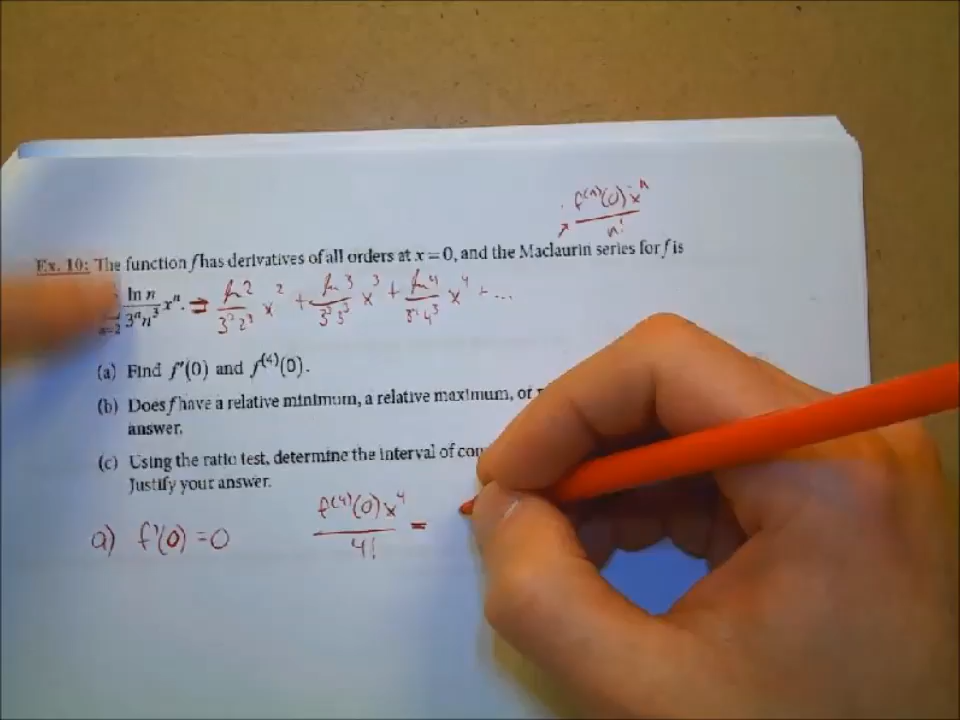 f⁽ⁿ⁾(0)xⁿ
n!
Ex. 10: The function f has derivatives of all orders at x = 0, and the Maclaurin series for f is
n=2 ln n / 3ⁿn³ xⁿ. ⇒ ln 2 / 3²2³ x² + ln 3 / 3³3³ x³ + ln 4 / 3⁴4³ x⁴ + ...
(a) Find f′(0) and f⁽⁴⁾(0).
(b) Does f have a relative minimum, a relative maximum, or
answer.
(c) Using the ratio test, determine the interval of
Justify your answer.
a) f'(0) = 0 f⁽⁴⁾(0)x⁴ / 4! =